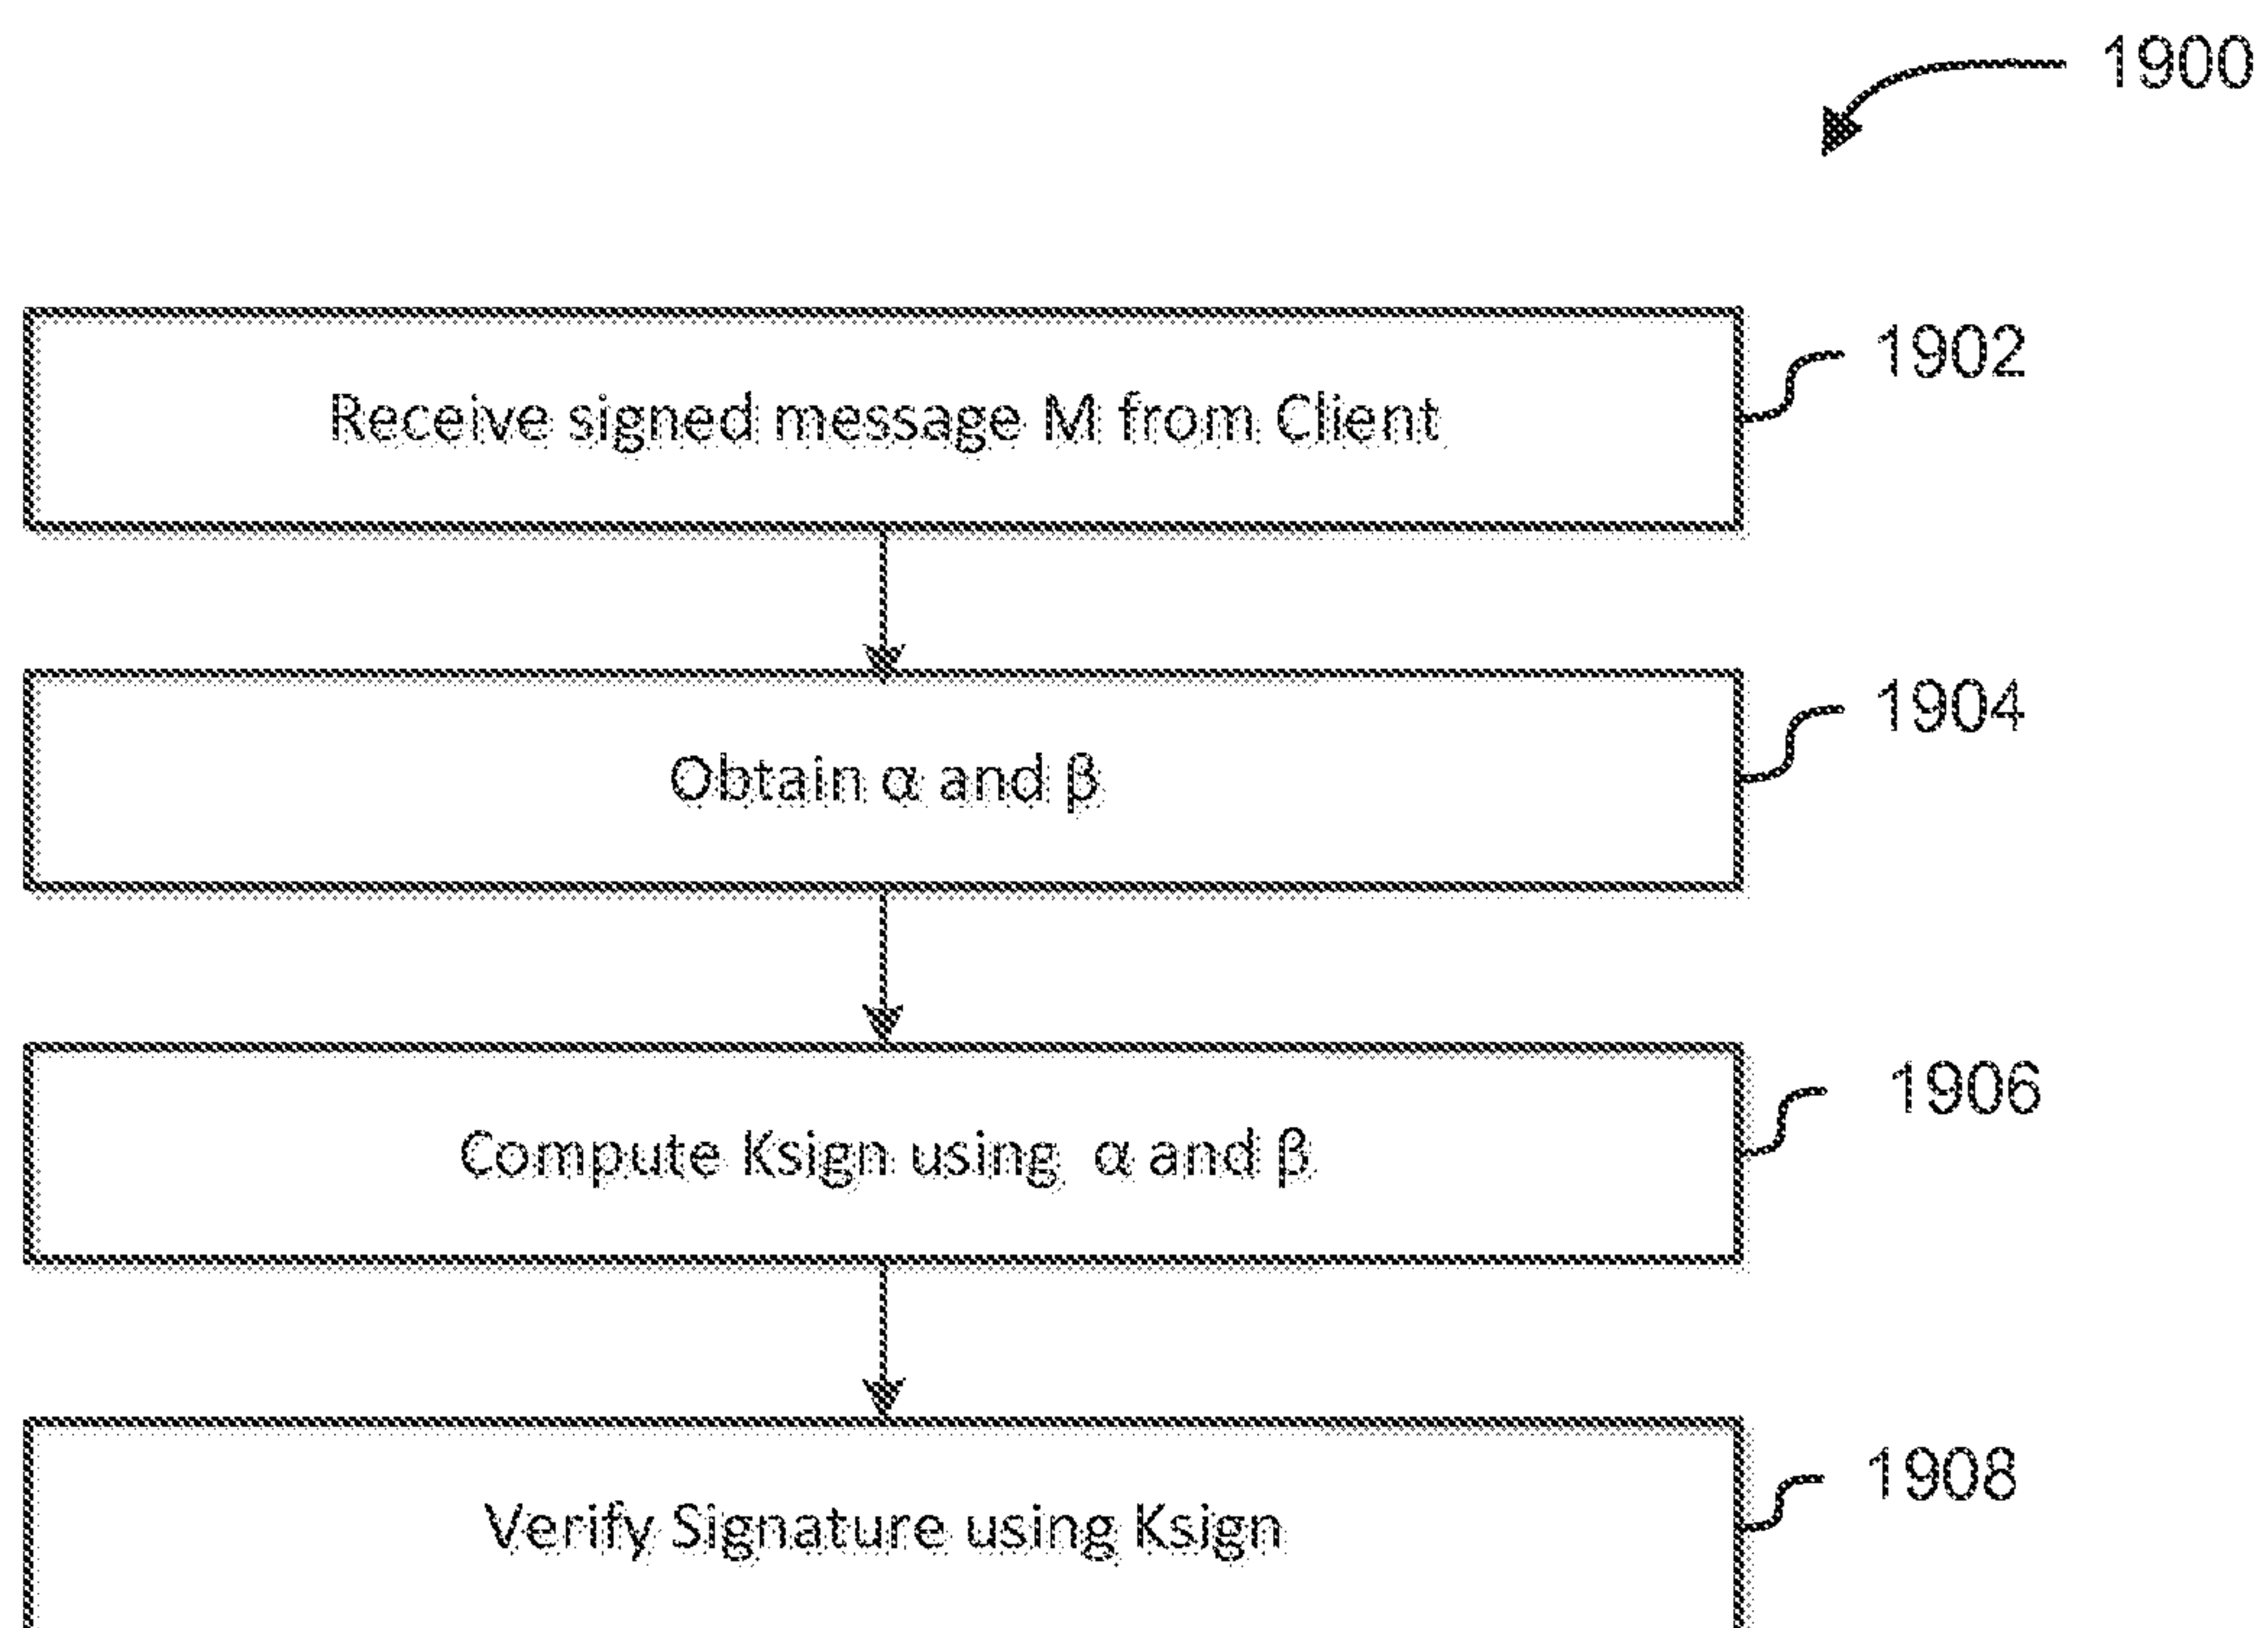 1900
Receive signed message M from Client
1902
Obtain α and β
1904
Compute Ksign using α and β
1906
Verify Signature using Ksign
1908